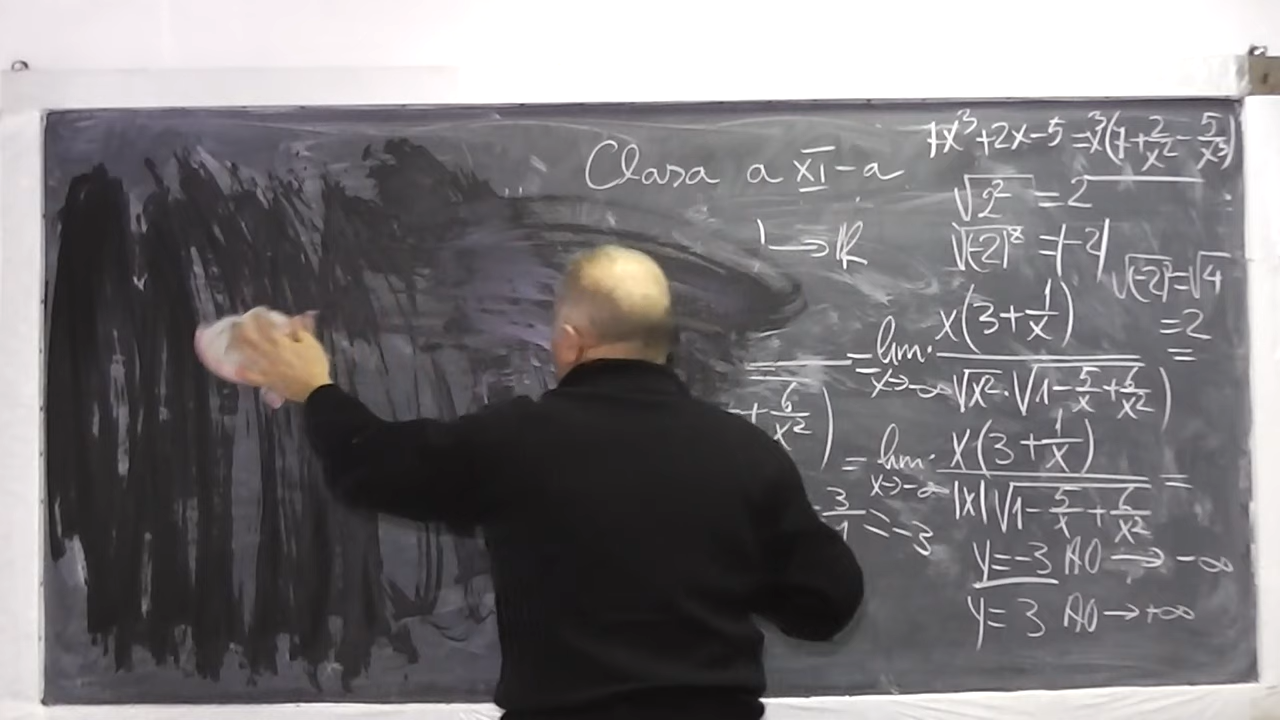 Clasa a XI-a
↳ ℝ
1x³+2x-5=x³(1+2/x²-5/x³)
√2² = 2
√(-2)² = |-2|
√(-2)² = √4
= 2
= lim x→-∞ x(3+1/x) / √x²·√(1-5/x+6/x²) =
+ 6/x² )
= lim x→-∞ x(3+1/x) / |x|√(1-5/x+6/x²) =
3/1 = -3
y=-3 AO → -∞
y=3 AO → +∞